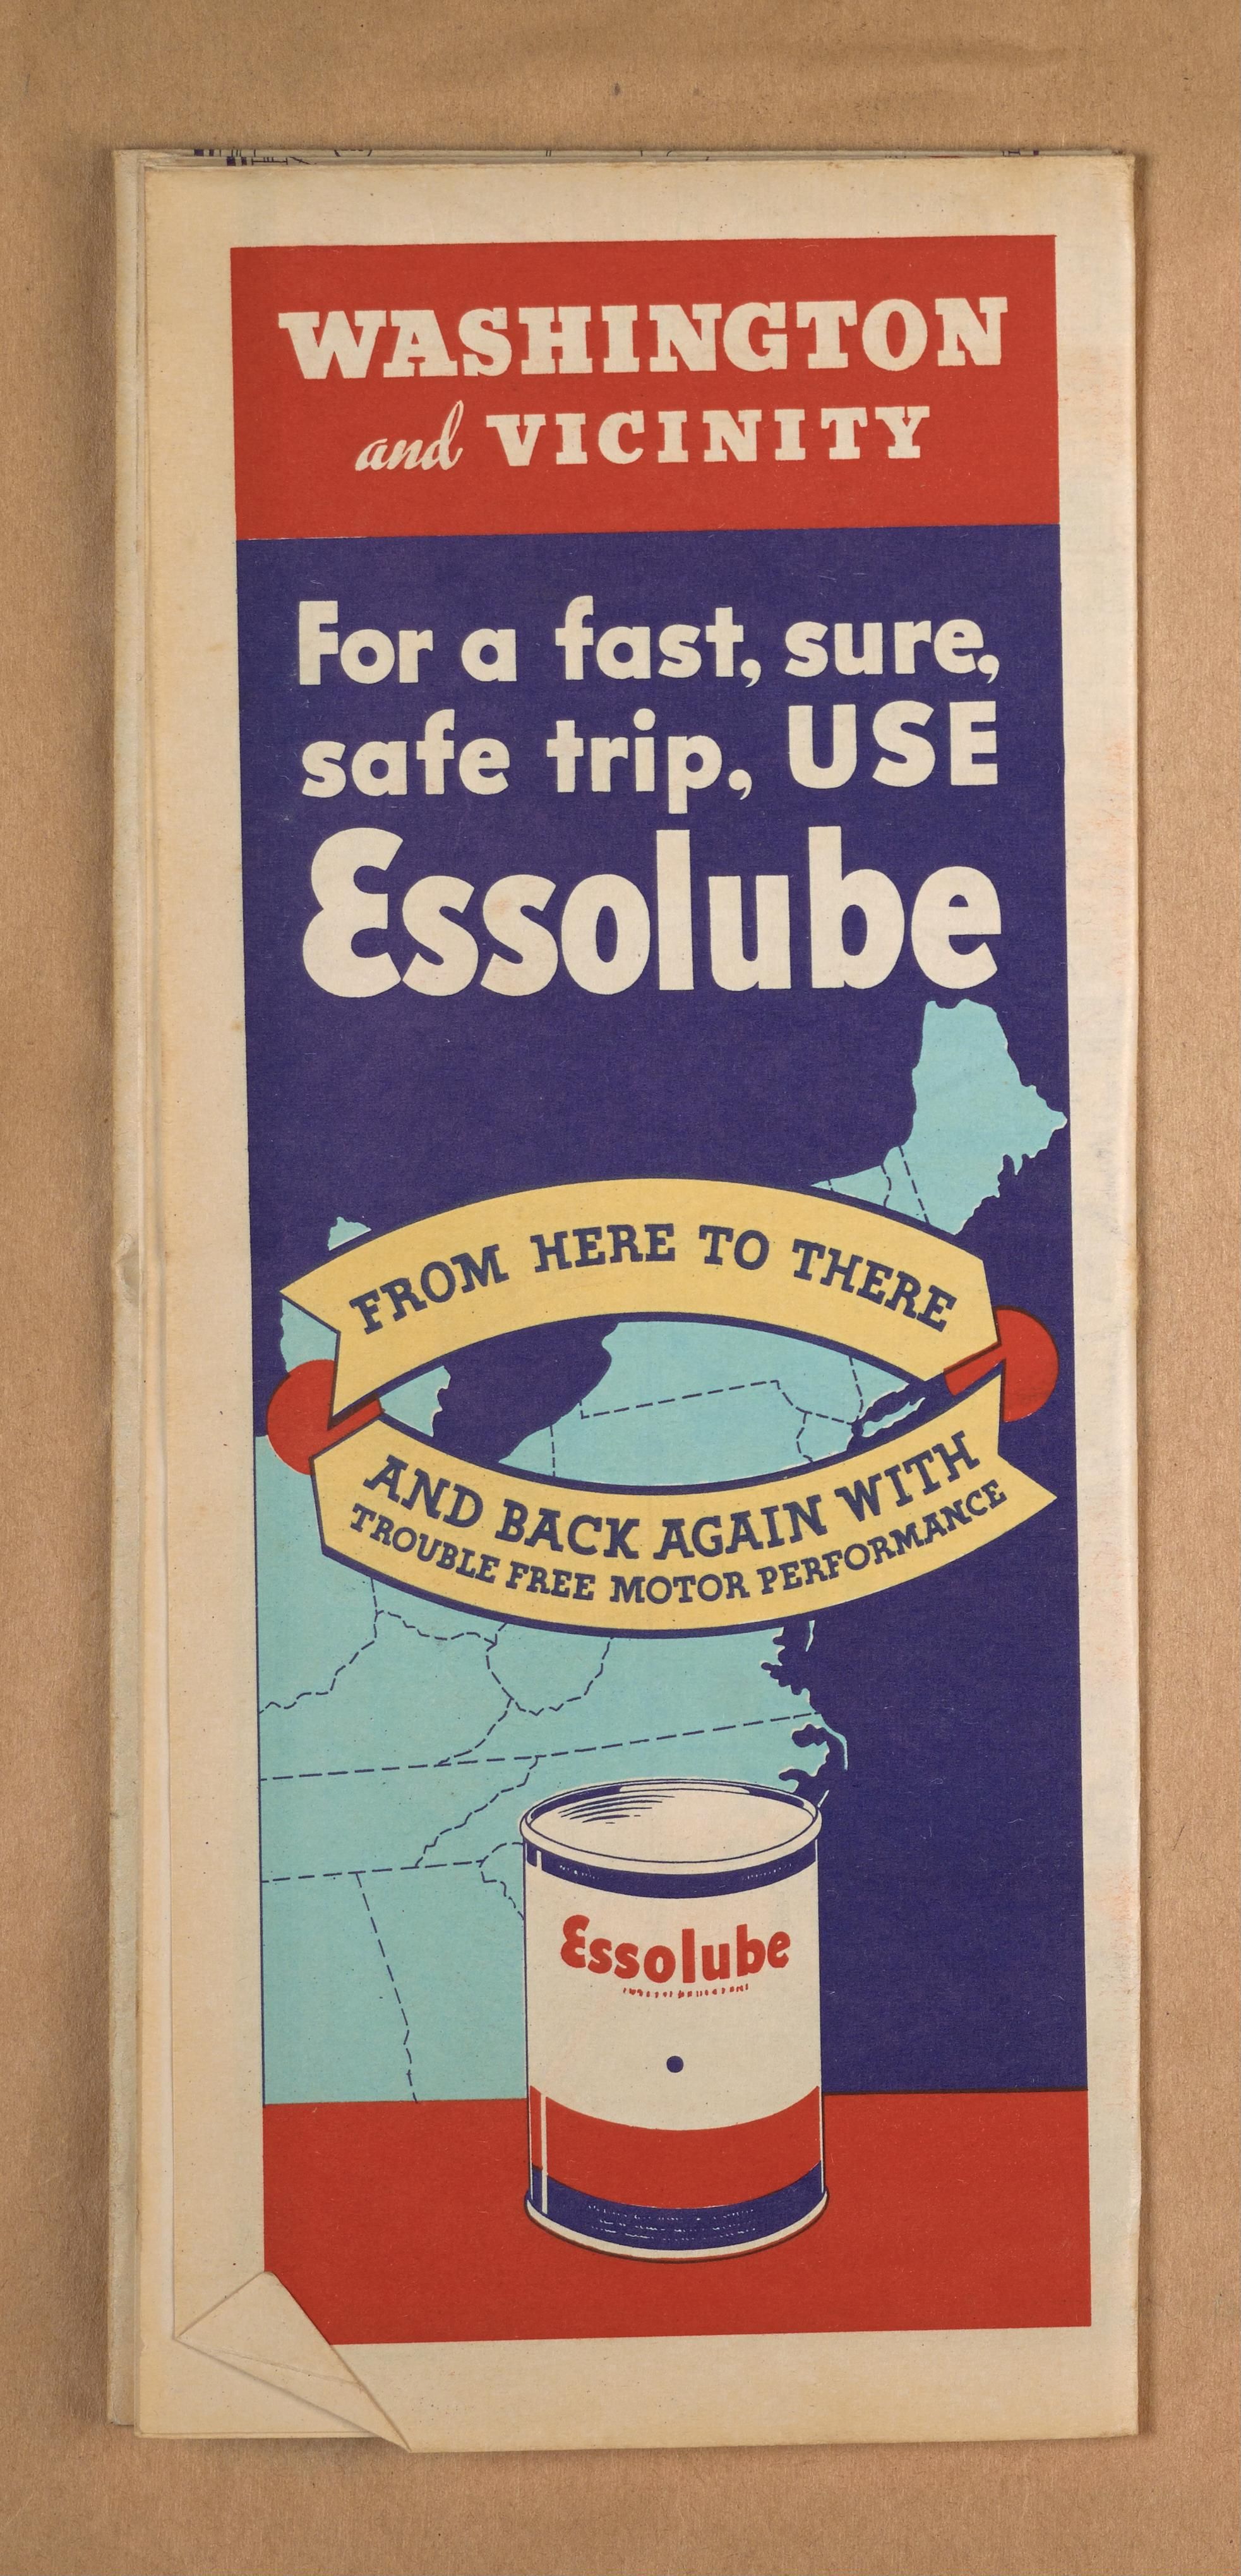 WASHINGTON
and VICINITY
For a fast, sure,
safe trip, USE
Essolube
FROM HERE TO THERE
AND BACK AGAIN WITH
TROUBLE FREE MOTOR PERFORMANCE
Essolube